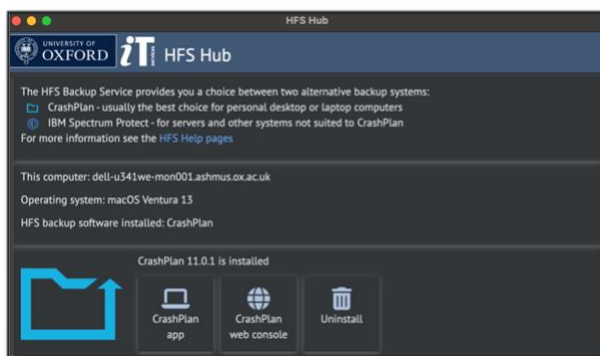 HFS Hub
UNIVERSITY OF
OXFORD
iT
services
HFS Hub
The HFS Backup Service provides you a choice between two alternative backup systems:
CrashPlan - usually the best choice for personal desktop or laptop computers
IBM Spectrum Protect - for servers and other systems not suited to CrashPlan
For more information see the HFS Help pages
This computer: dell-u341we-mon001.ashmus.ox.ac.uk
Operating system: macOS Ventura 13
HFS backup software installed: CrashPlan
CrashPlan 11.0.1 is installed
CrashPlan app
CrashPlan web console
Uninstall